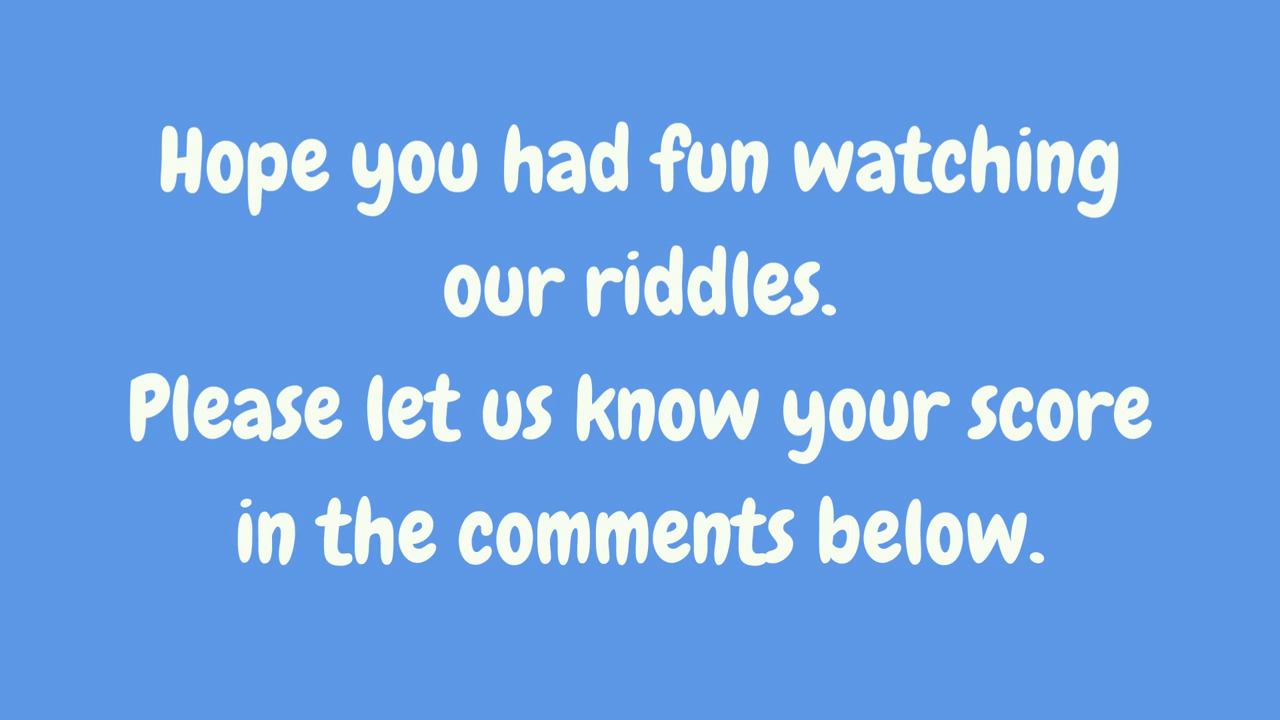 Hope you had fun watching
our riddles.
Please let us know your score
in the comments below.